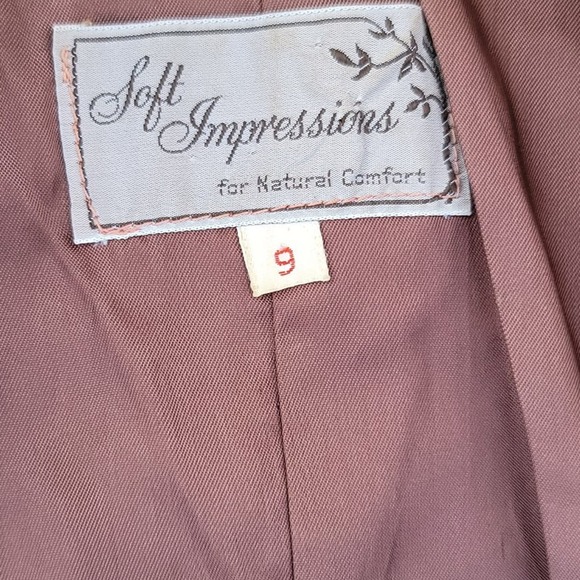 Soft
Impressions
for Natural Comfort
9